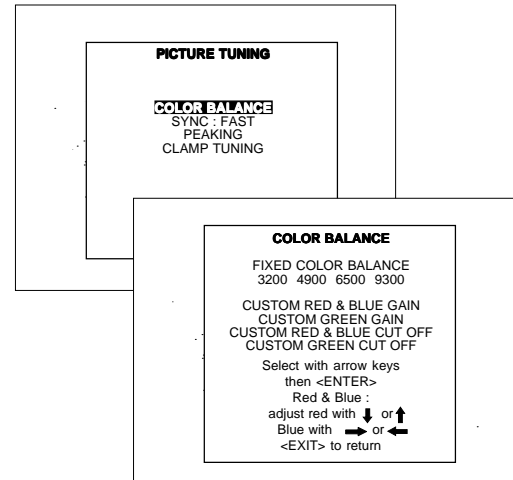 PICTURE TUNING
COLOR BALANCE
SYNC : FAST
PEAKING
CLAMP TUNING
COLOR BALANCE
FIXED COLOR BALANCE
3200 4900 6500 9300
CUSTOM RED & BLUE GAIN
CUSTOM GREEN GAIN
CUSTOM RED & BLUE CUT OFF
CUSTOM GREEN CUT OFF
Select with arrow keys
then <ENTER>
Red & Blue :
adjust red with ⬇ or ⬆
Blue with ➡ or ⬅
<EXIT> to return